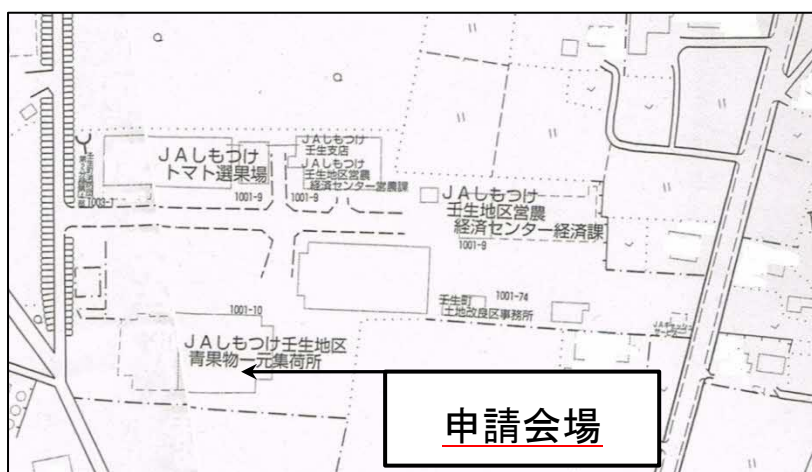 JAしもつけ
トマト選果場
JAしもつけ
壬生支店
JAしもつけ
壬生地区営農
経済センター営農課
1003-7
1001-9
1001-9
JAしもつけ
壬生地区営農
経済センター経済課
1001-9
1001-10
1001-74
壬生町
土地改良区事務所
JAしもつけ壬生地区
青果物一元集荷所
申請会場